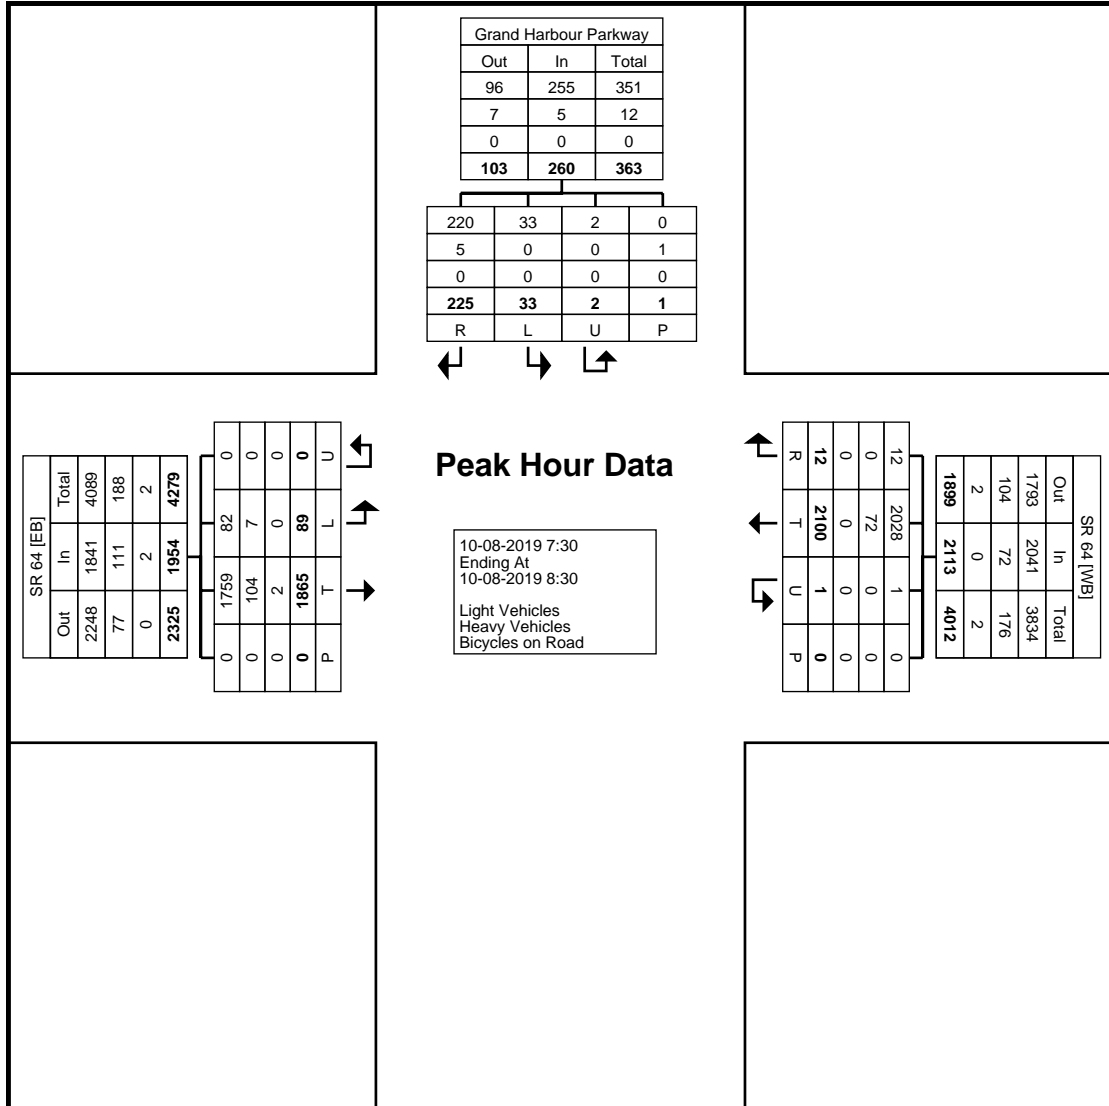 Grand Harbour Parkway
Out In Total
96 255 351
7 5 12
0 0 0
103 260 363
220 33 2 0
5 0 0 1
0 0 0 0
225 33 2 1
R L U P
Peak Hour Data
10-08-2019 7:30
Ending At
10-08-2019 8:30
Light Vehicles
Heavy Vehicles
Bicycles on Road
SR 64 [EB]
Out In Total
2248 1841 4089
77 111 188
0 2 2
2325 1954 4279
0 1759 82 0
0 104 7 0
0 2 0 0
0 1865 89 0
P T L U
SR 64 [WB]
Out In Total
1793 2041 3834
104 72 176
2 0 2
1899 2113 4012
12 2028 1 0
0 72 0 0
0 0 0 0
12 2100 1 0
R T U P